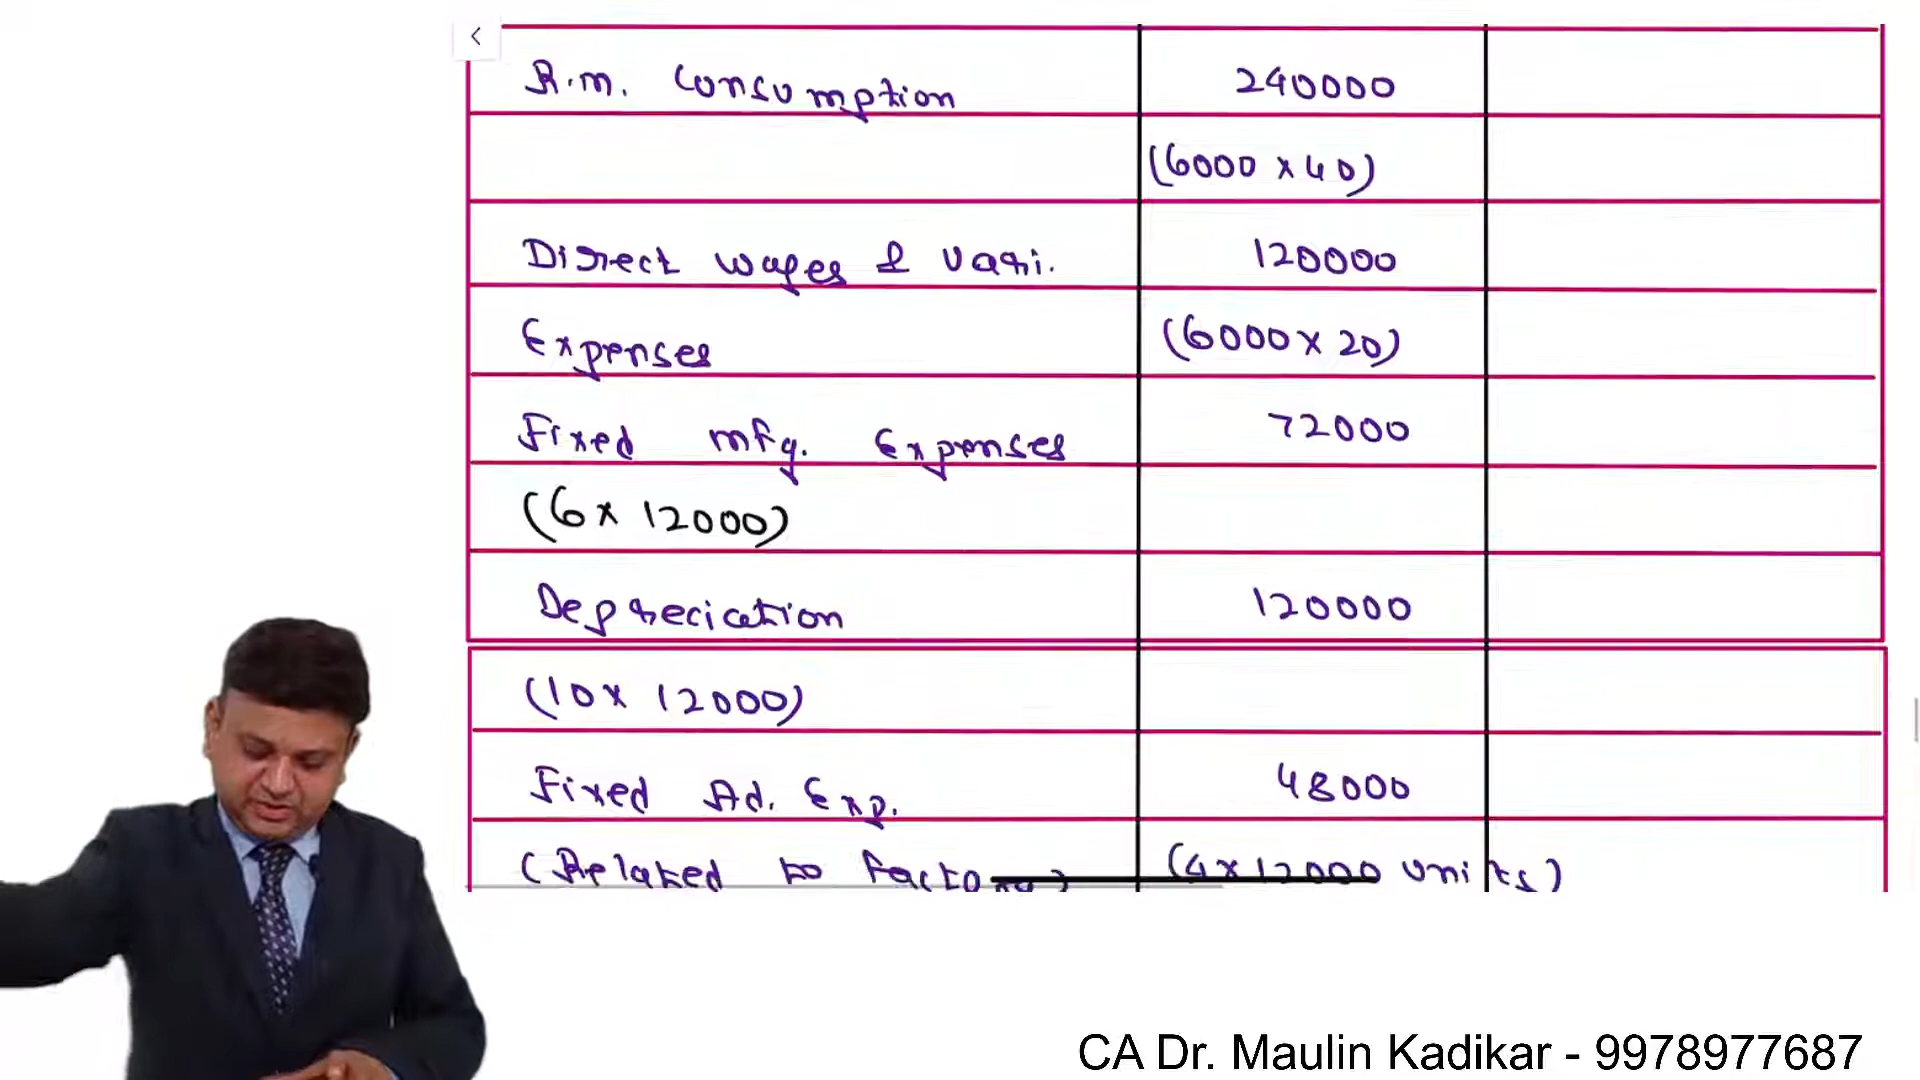 R.M. Consumption 240000
(6000 x 40)
Direct wages & vari. 120000
Expenses (6000 x 20)
Fixed mfg. Expenses 72000
(6 x 12000)
Depreciation 120000
(10 x 12000)
Fixed Ad. Exp. 48000
(Related to factory) (4 x 12000 units)
CA Dr. Maulin Kadikar - 9978977687